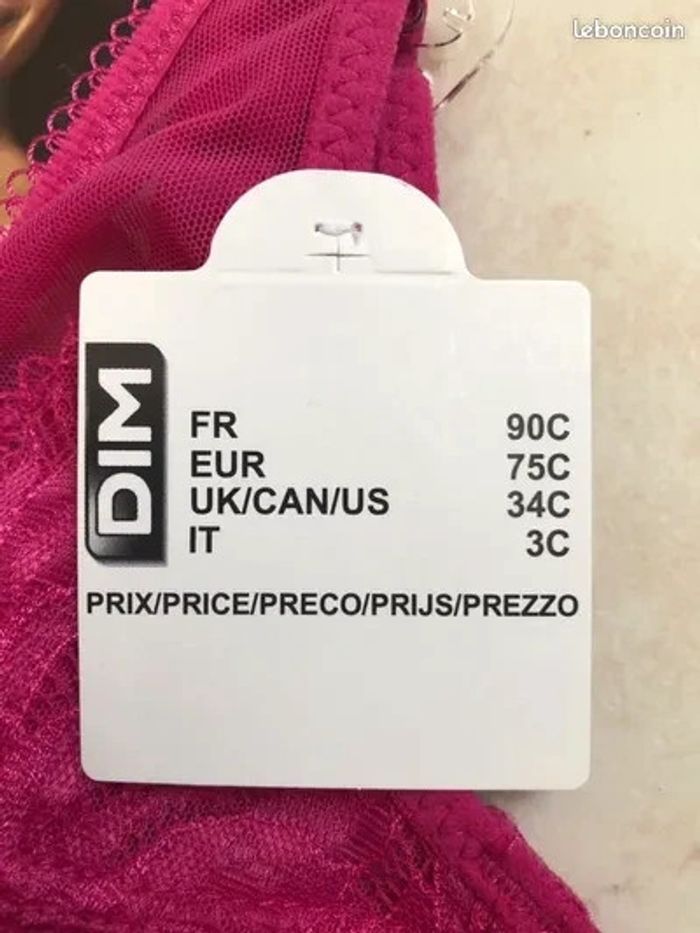 leboncoin
DIM
FR 90C
EUR 75C
UK/CAN/US 34C
IT 3C
PRIX/PRICE/PRECO/PRIJS/PREZZO